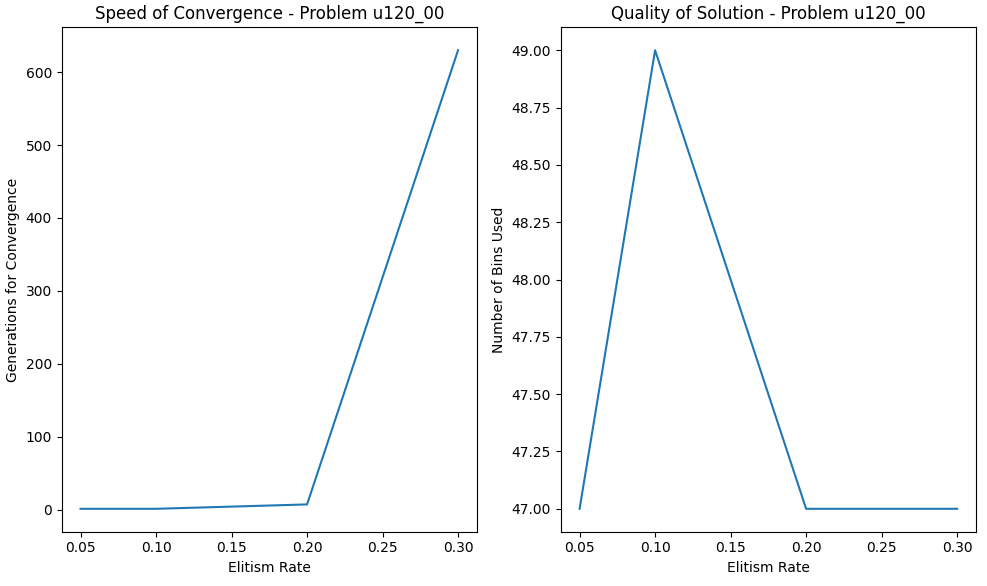 Speed of Convergence - Problem u120_00
Generations for Convergence
600
500
400
300
200
100
0
0.05 0.10 0.15 0.20 0.25 0.30
Elitism Rate
Quality of Solution - Problem u120_00
Number of Bins Used
49.00
48.75
48.50
48.25
48.00
47.75
47.50
47.25
47.00
0.05 0.10 0.15 0.20 0.25 0.30
Elitism Rate